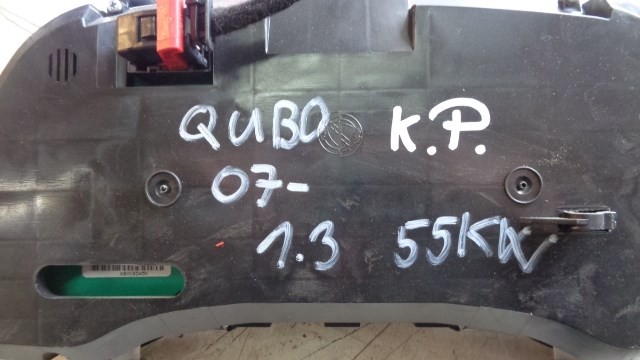 QUBO K.P.
07-
1.3 55KW